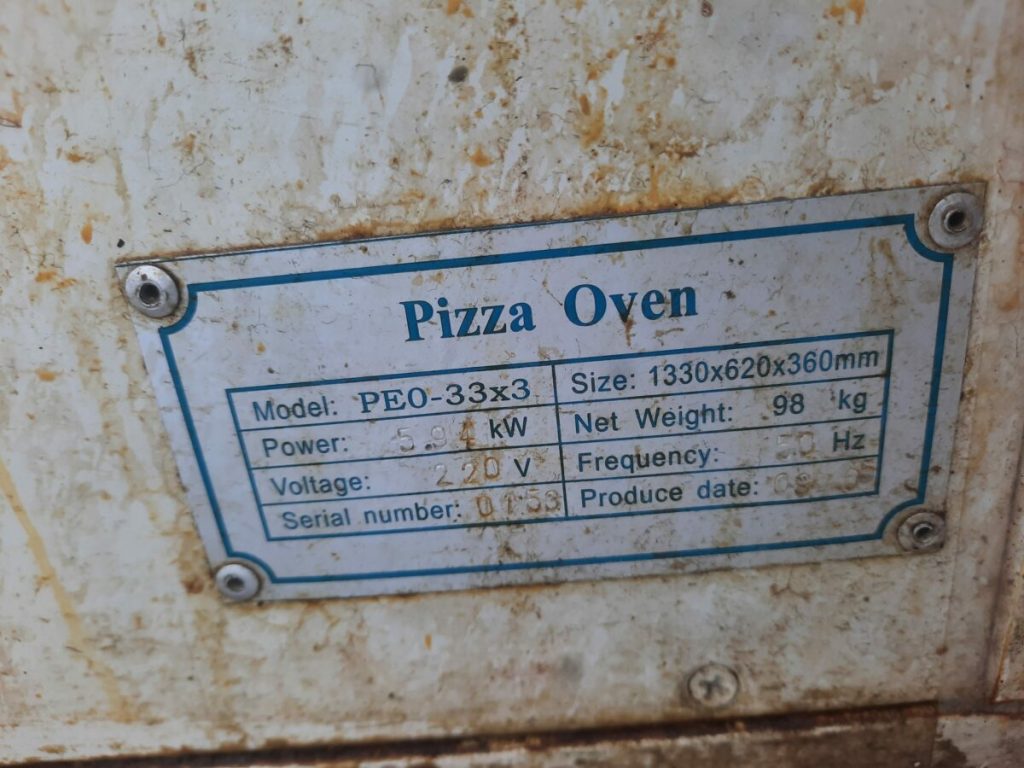 Pizza Oven
Model: PEO-33x3
Size: 1330x620x360mm
Power: 5.94 kW
Net Weight: 98 kg
Voltage: 220 V
Frequency: 50 Hz
Serial number: 0153
Produce date: